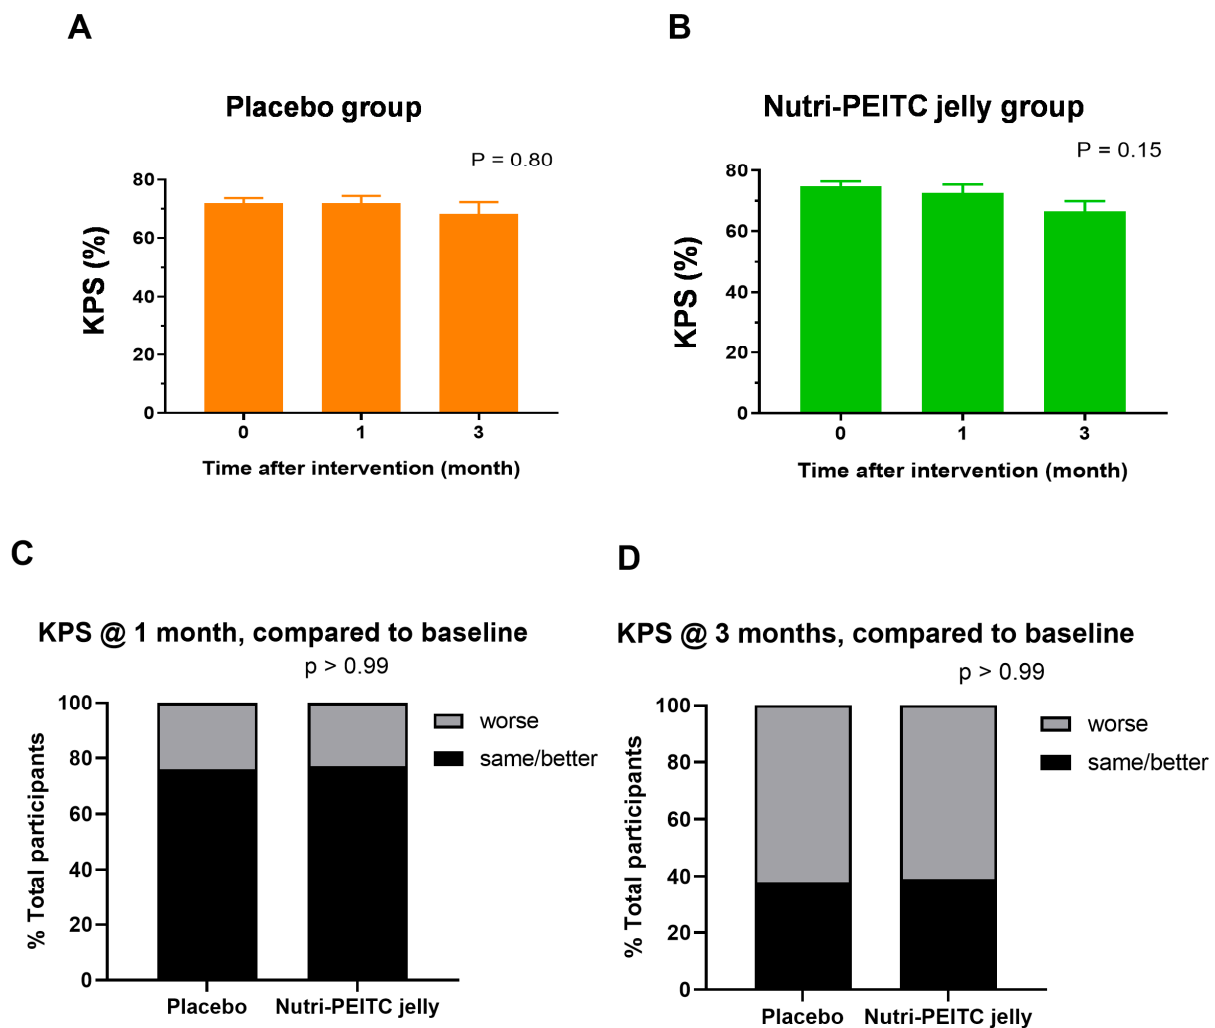 A
Placebo group
P = 0.80
KPS (%)
80
60
40
20
0
0 1 3
Time after intervention (month)
B
Nutri-PEITC jelly group
P = 0.15
KPS (%)
80
60
40
20
0
0 1 3
Time after intervention (month)
C
KPS @ 1 month, compared to baseline
p > 0.99
% Total participants
100
80
60
40
20
0
Placebo Nutri-PEITC jelly
worse
same/better
D
KPS @ 3 months, compared to baseline
p > 0.99
% Total participants
100
80
60
40
20
0
Placebo Nutri-PEITC jelly
worse
same/better